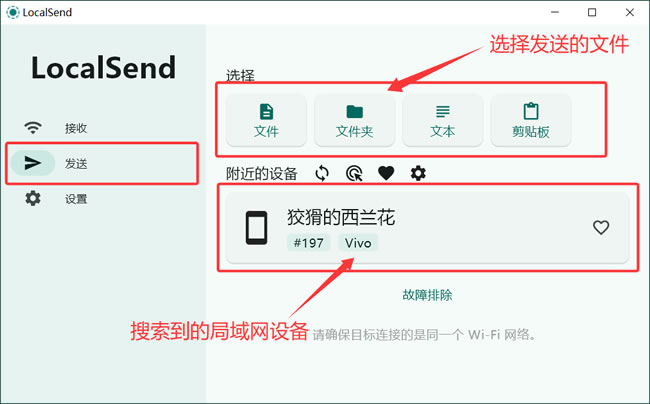 LocalSend
选择发送的文件
LocalSend
选择
文件
文件夹
文本
剪贴板
接收
发送
设置
附近的设备
狡猾的西兰花
#197
Vivo
故障排除
搜索到的局域网设备
请确保目标连接的是同一个 Wi-Fi 网络。